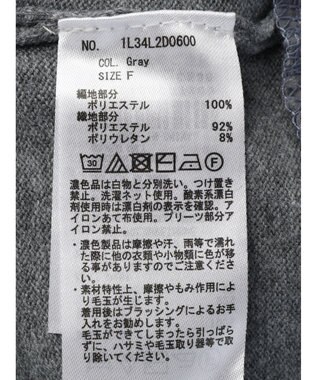 NO. 1L34L2D0600
COL. Gray
SIZE F
編地部分
ポリエステル 100%
織地部分
ポリエステル 92%
ポリウレタン 8%
30 F
濃色品は白物と分別洗い。つけ置き
禁止。洗濯ネット使用。酸素系漂白
剤使用時は漂白剤の表示を確認。ア
イロンあて布使用。プリーツ部分ア
イロン禁止。
・濃色製品は摩擦や汗、雨等で濡れ
た際に他の衣類や小物類に色が移
る事がありますのでご注意くださ
い。
・素材特性上、摩擦やもみ作用によ
り毛玉が発生します。
着用後はブラッシングによるお手
入れをお勧めします。
毛玉ができてしまったら引っぱら
ずに、ハサミや毛玉取り器等で取
り除いてください。